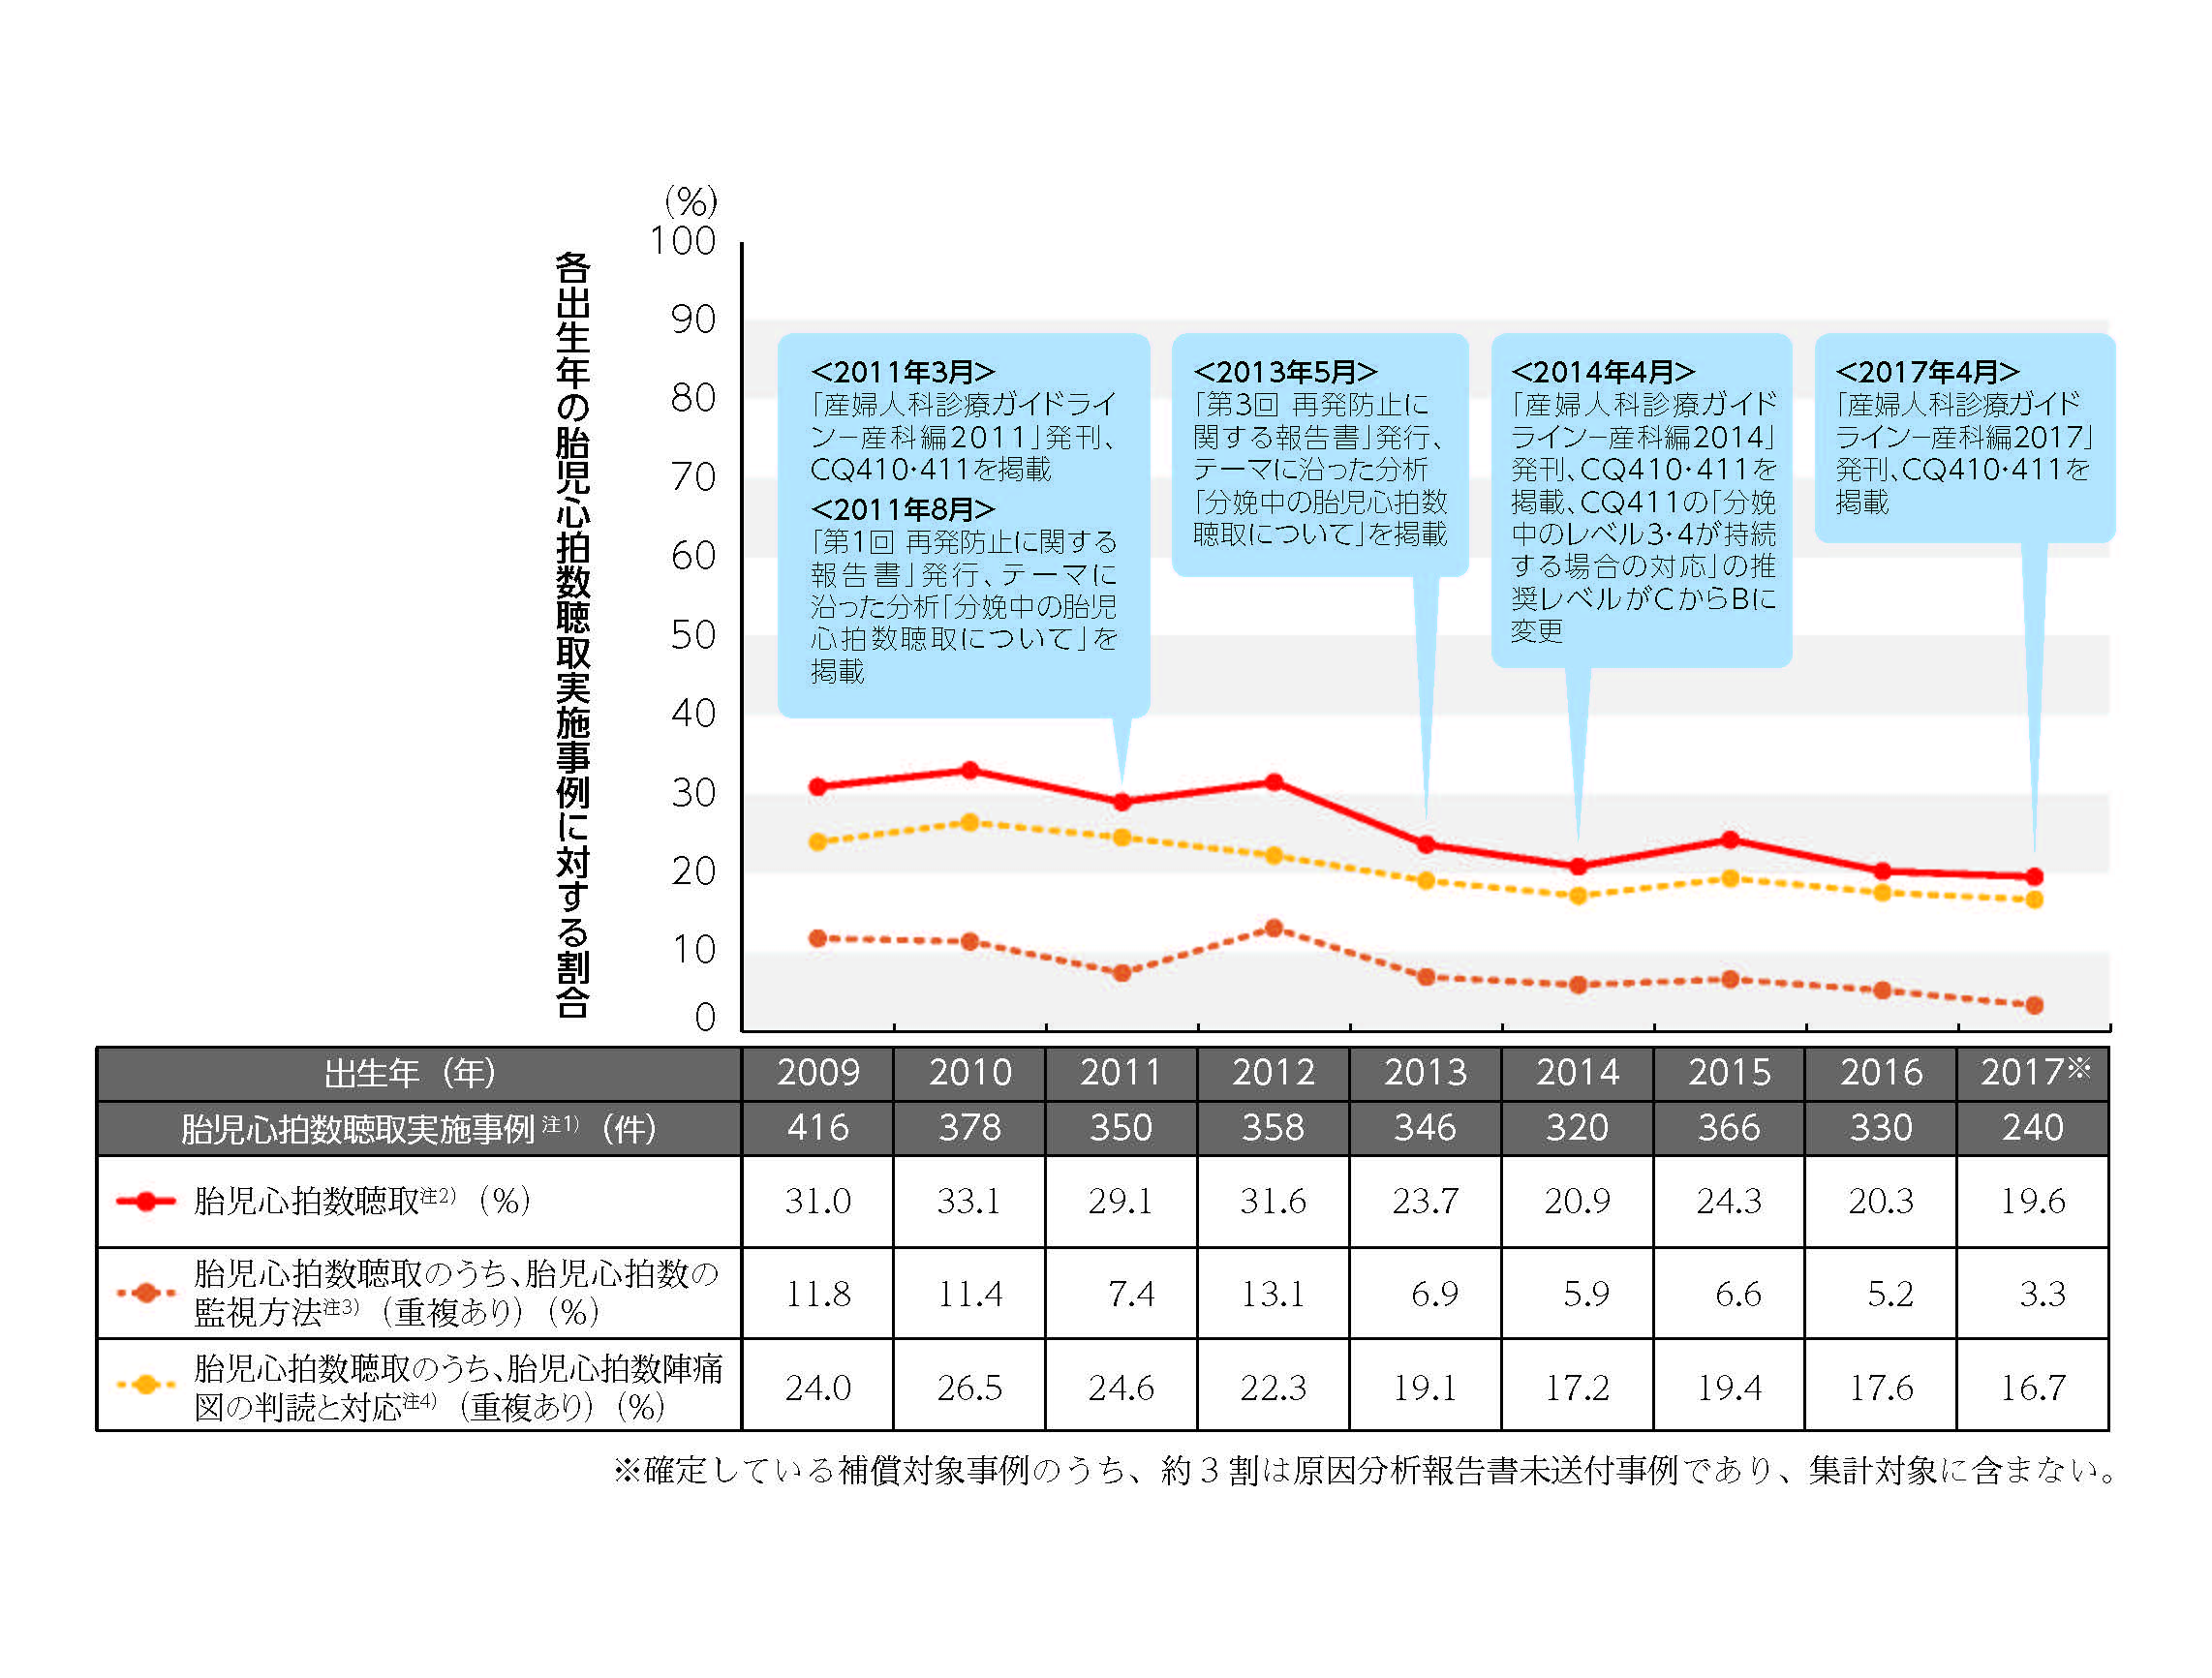 (%)
100
90
80
70
60
50
40
30
20
10
0
各出生年の胎児心拍数聴取実施事例に対する割合
<2011年3月>
「産婦人科診療ガイドライ
ン−産科編2011」発刊、
CQ410・411を掲載
<2011年8月>
「第1回 再発防止に関する
報告書」発行、テーマに
沿った分析「分娩中の胎児
心拍数聴取について」を
掲載
<2013年5月>
「第3回 再発防止に
関する報告書」発行、
テーマに沿った分析
「分娩中の胎児心拍数
聴取について」を掲載
<2014年4月>
「産婦人科診療ガイド
ライン−産科編2014」
発刊、CQ410・411を
掲載、CQ411の「分娩
中のレベル3・4が持続
する場合の対応」の推
奨レベルがCからBに
変更
<2017年4月>
「産婦人科診療ガイド
ライン−産科編2017」
発刊、CQ410・411を
掲載
出生年（年） 2009 2010 2011 2012 2013 2014 2015 2016 2017※
胎児心拍数聴取実施事例注1）（件） 416 378 350 358 346 320 366 330 240
胎児心拍数聴取注2）（%） 31.0 33.1 29.1 31.6 23.7 20.9 24.3 20.3 19.6
胎児心拍数聴取のうち、胎児心拍数の
監視方法注3）（重複あり）（%） 11.8 11.4 7.4 13.1 6.9 5.9 6.6 5.2 3.3
胎児心拍数聴取のうち、胎児心拍数陣痛
図の判読と対応注4）（重複あり）（%） 24.0 26.5 24.6 22.3 19.1 17.2 19.4 17.6 16.7
※確定している補償対象事例のうち、約3割は原因分析報告書未送付事例であり、集計対象に含まない。